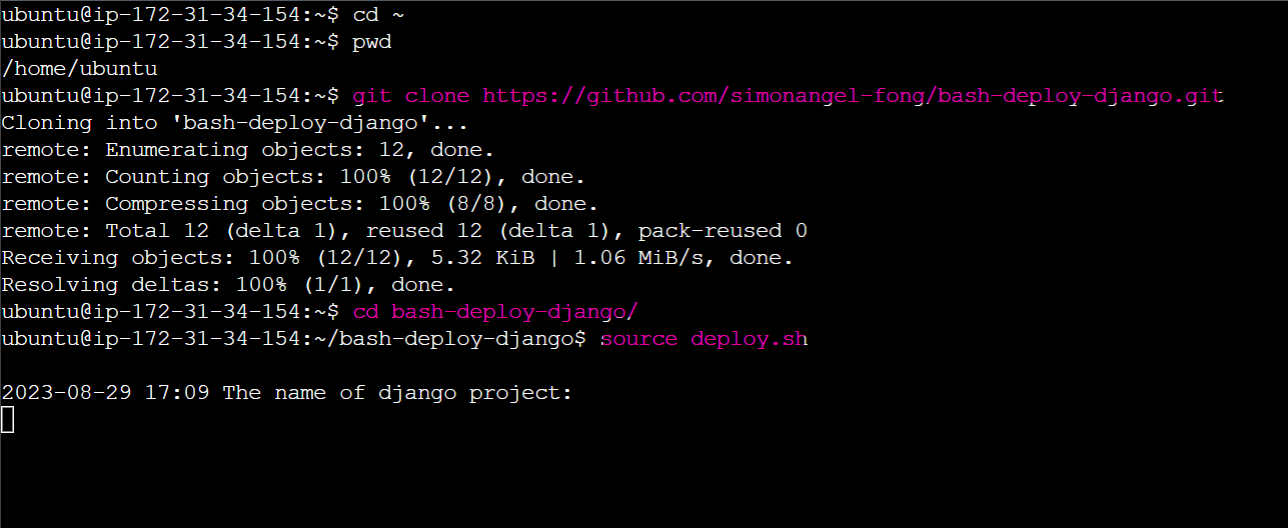 ubuntu@ip-172-31-34-154:~$ cd ~
ubuntu@ip-172-31-34-154:~$ pwd
/home/ubuntu
ubuntu@ip-172-31-34-154:~$ git clone https://github.com/simonangel-fong/bash-deploy-django.git
Cloning into 'bash-deploy-django'...
remote: Enumerating objects: 12, done.
remote: Counting objects: 100% (12/12), done.
remote: Compressing objects: 100% (8/8), done.
remote: Total 12 (delta 1), reused 12 (delta 1), pack-reused 0
Receiving objects: 100% (12/12), 5.32 KiB | 1.06 MiB/s, done.
Resolving deltas: 100% (1/1), done.
ubuntu@ip-172-31-34-154:~$ cd bash-deploy-django/
ubuntu@ip-172-31-34-154:~/bash-deploy-django$ source deploy.sh
2023-08-29 17:09 The name of django project: